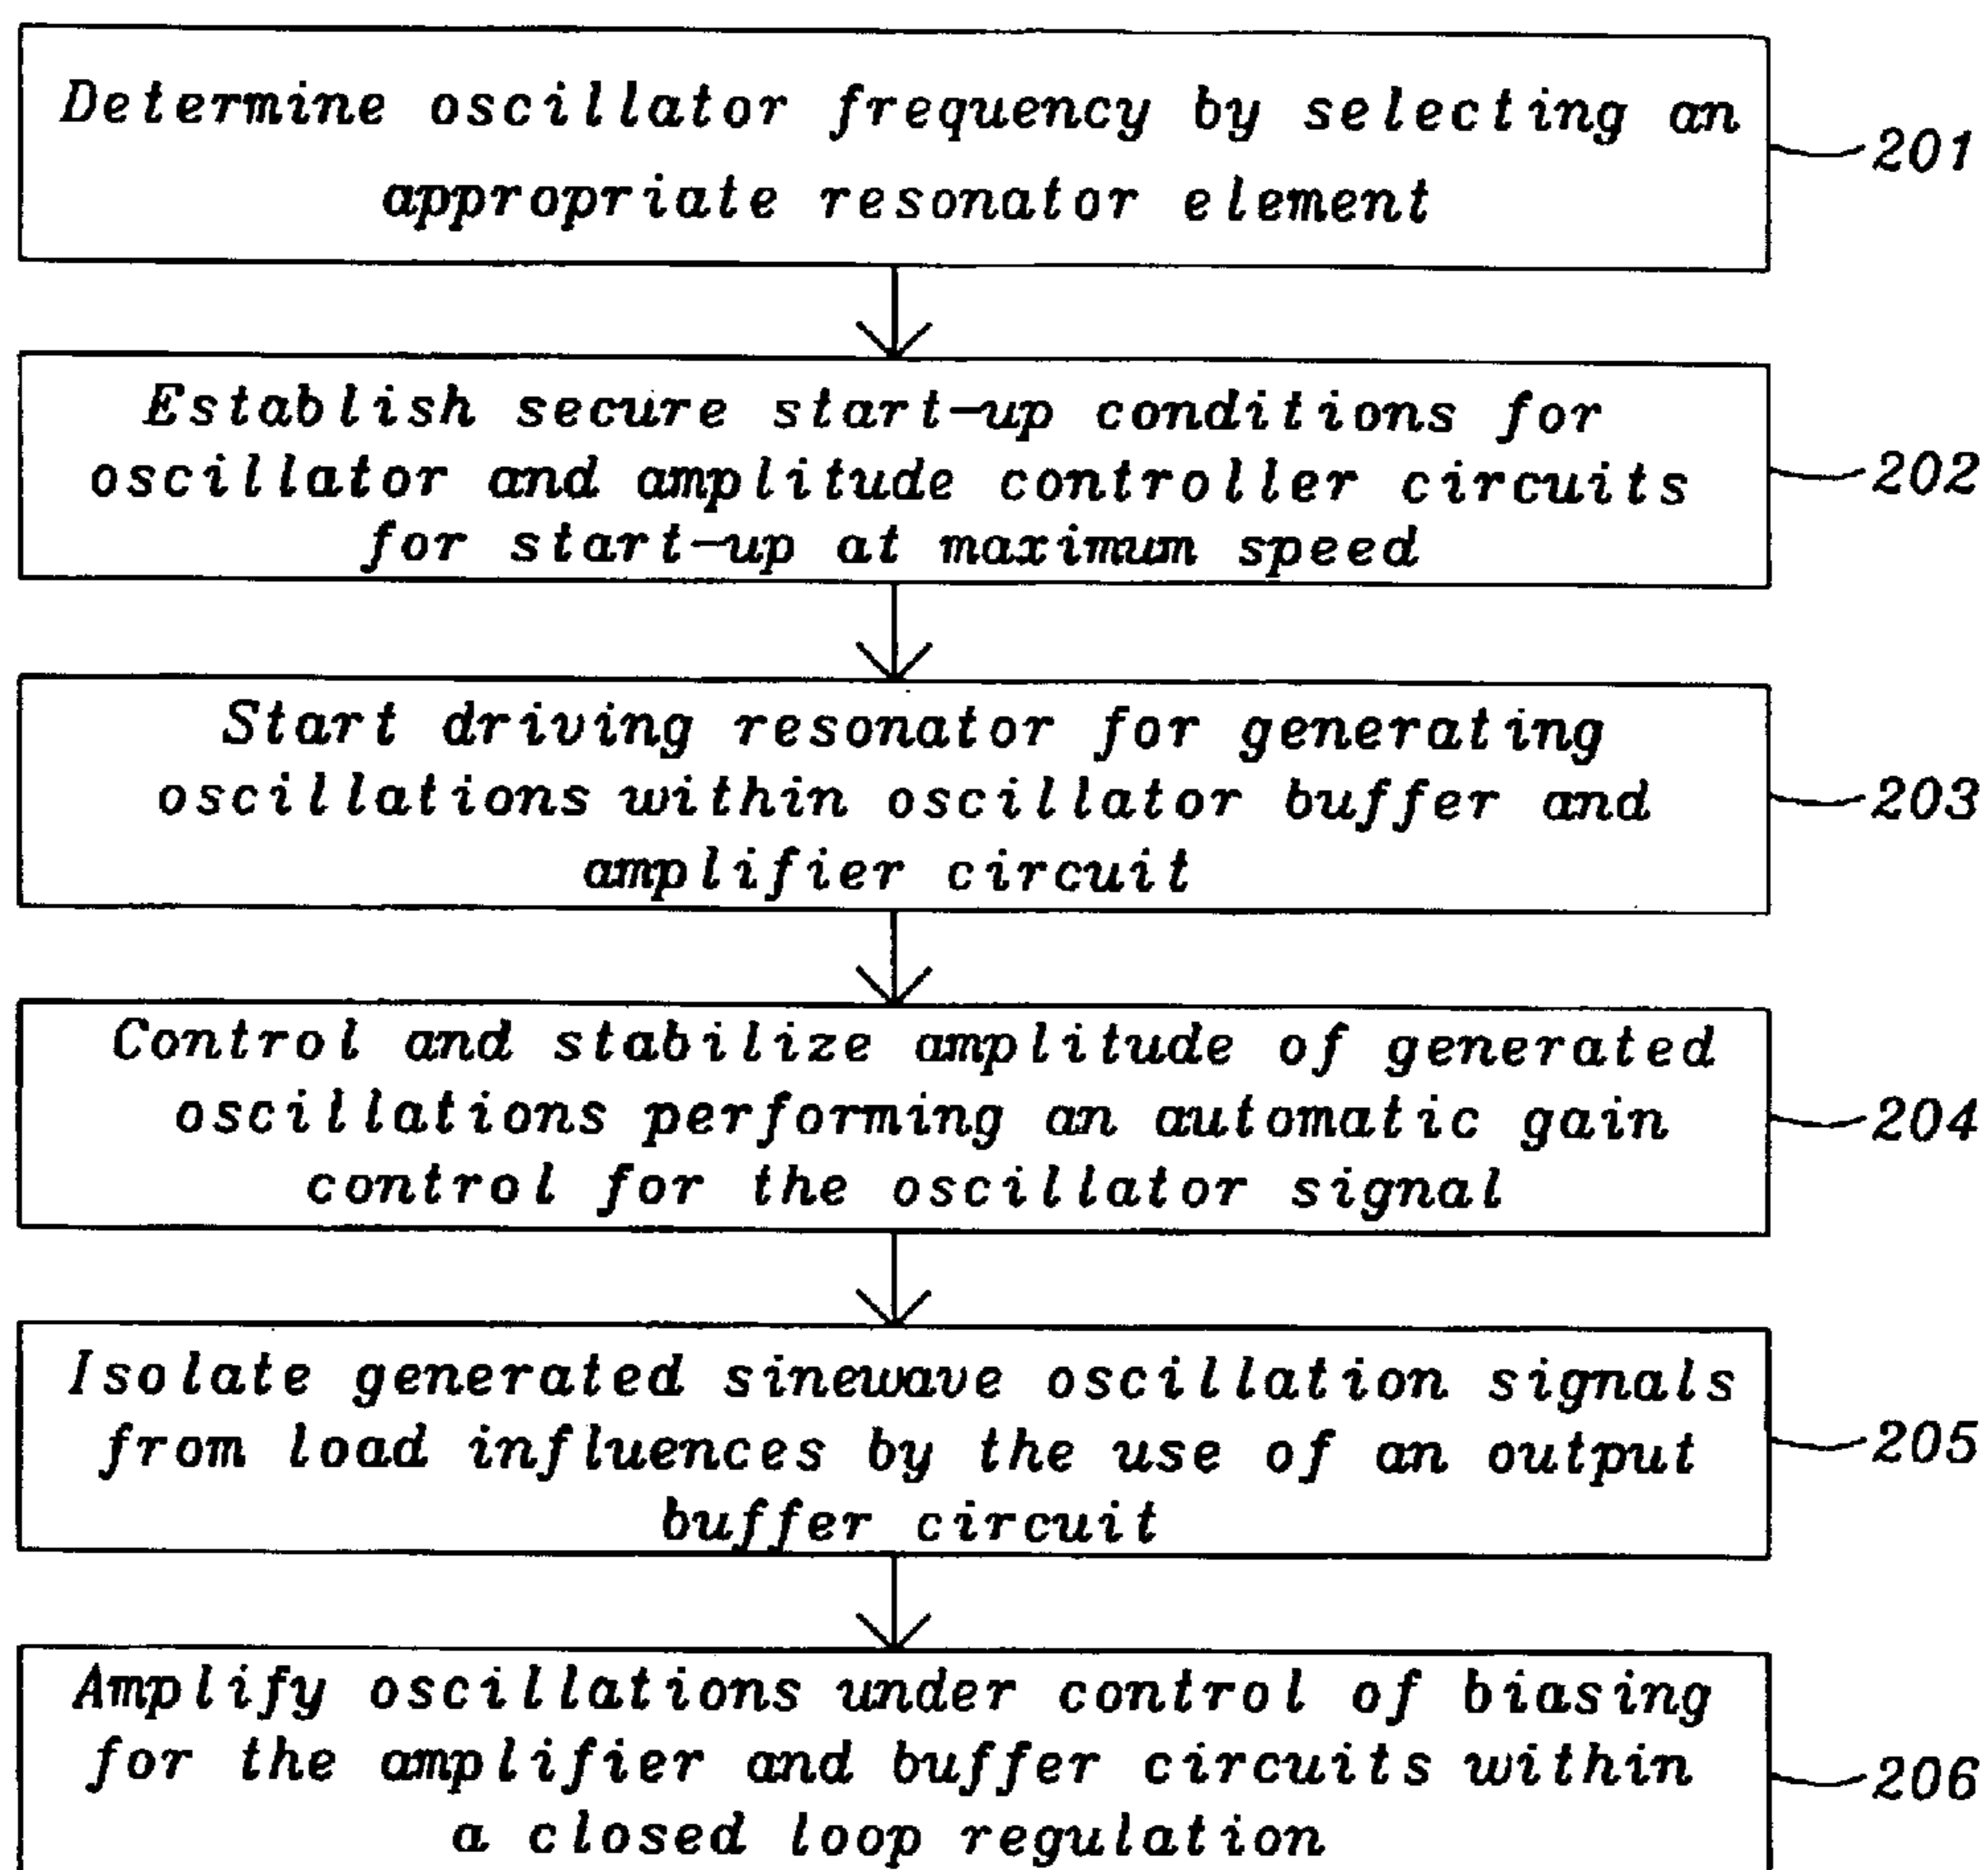 Determine oscillator frequency by selecting an
appropriate resonator element
201
Establish secure start-up conditions for
oscillator and amplitude controller circuits
for start-up at maximum speed
202
Start driving resonator for generating
oscillations within oscillator buffer and
amplifier circuit
203
Control and stabilize amplitude of generated
oscillations performing an automatic gain
control for the oscillator signal
204
Isolate generated sinewave oscillation signals
from load influences by the use of an output
buffer circuit
205
Amplify oscillations under control of biasing
for the amplifier and buffer circuits within
a closed loop regulation
206